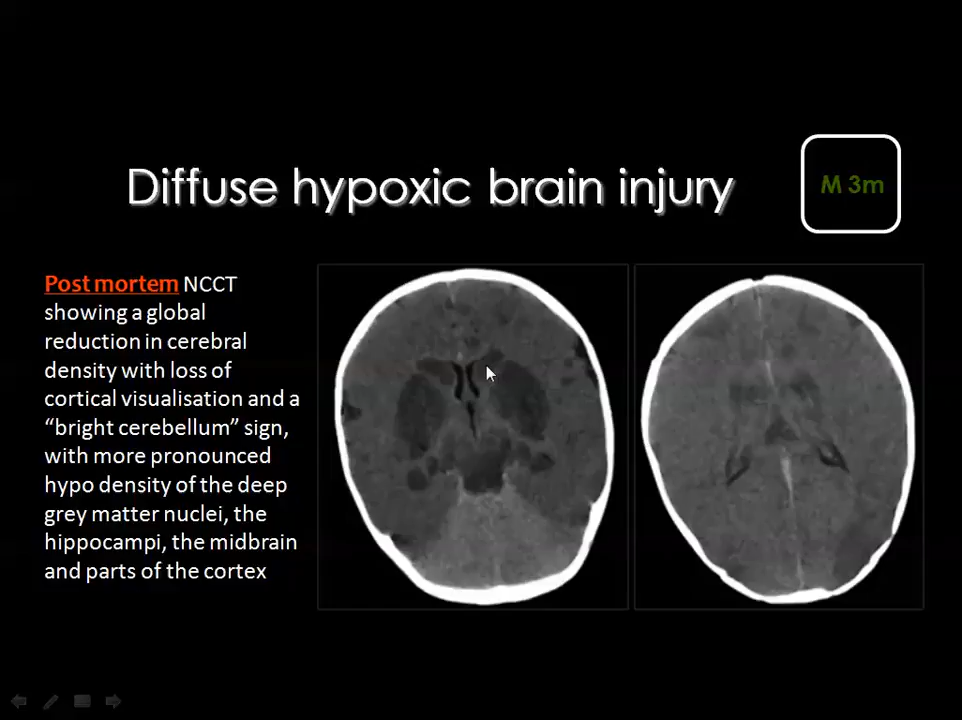 Diffuse hypoxic brain injury
M 3m
Post mortem NCCT
showing a global
reduction in cerebral
density with loss of
cortical visualisation and a
“bright cerebellum” sign,
with more pronounced
hypo density of the deep
grey matter nuclei, the
hippocampi, the midbrain
and parts of the cortex